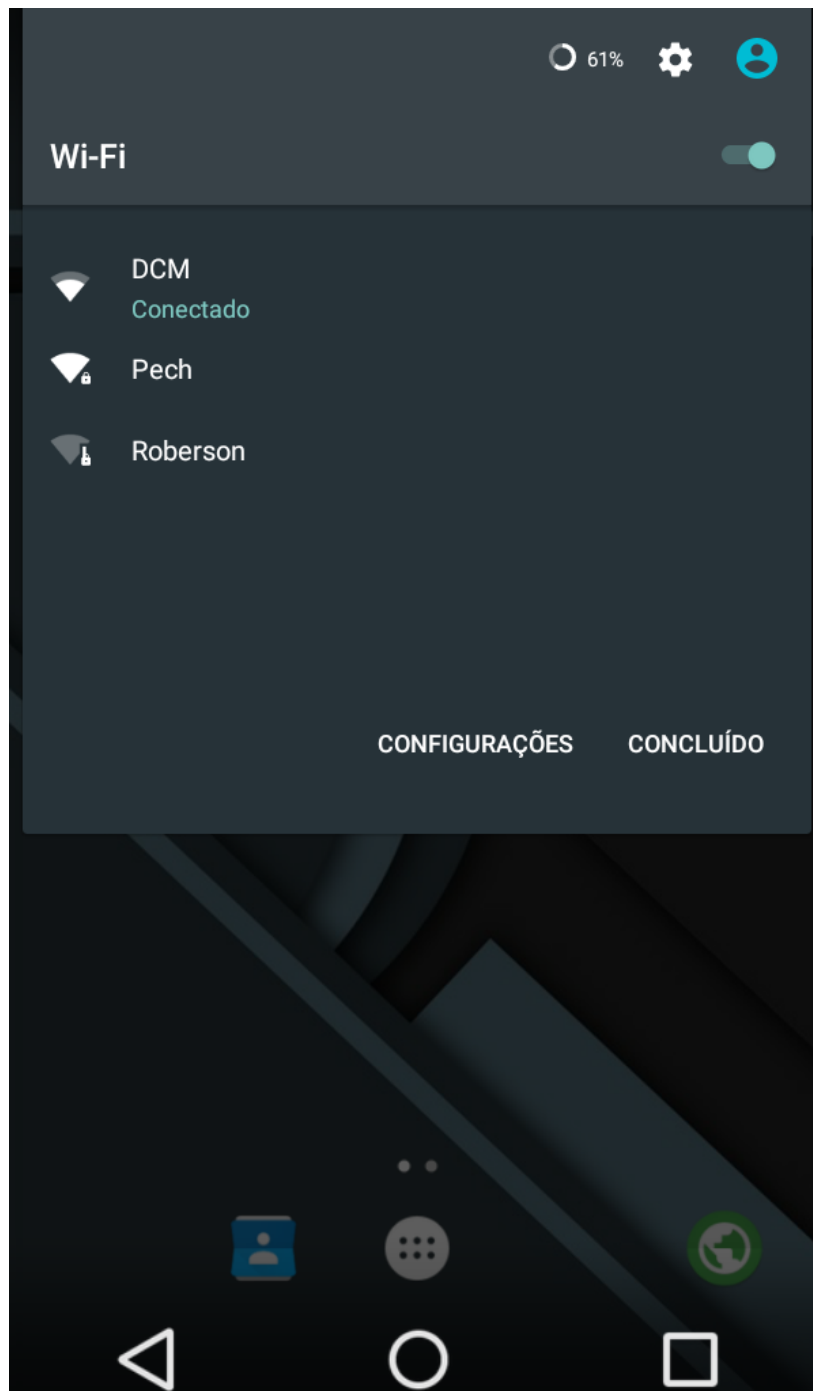 61%
Wi-Fi
DCM
Conectado
Pech
Roberson
CONFIGURAÇÕES CONCLUÍDO